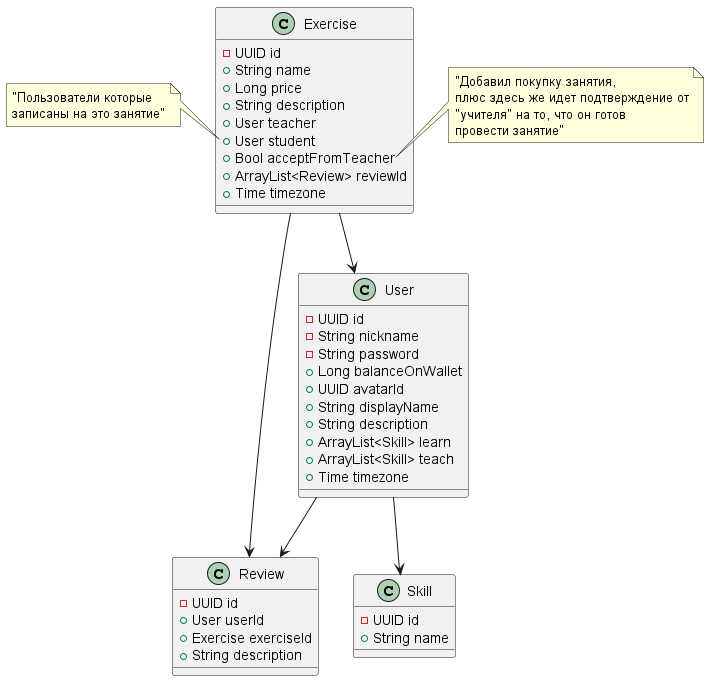 C Exercise
UUID id
String name
Long price
String description
User teacher
User student
Bool acceptFromTeacher
ArrayList<Review> reviewId
Time timezone
"Пользователи которые
записаны на это занятие"
"Добавил покупку занятия,
плюс здесь же идет подтверждение от
"учителя" на то, что он готов
провести занятие"
C User
UUID id
String nickname
String password
Long balanceOnWallet
UUID avatarId
String displayName
String description
ArrayList<Skill> learn
ArrayList<Skill> teach
Time timezone
C Review
UUID id
User userId
Exercise exerciseId
String description
C Skill
UUID id
String name